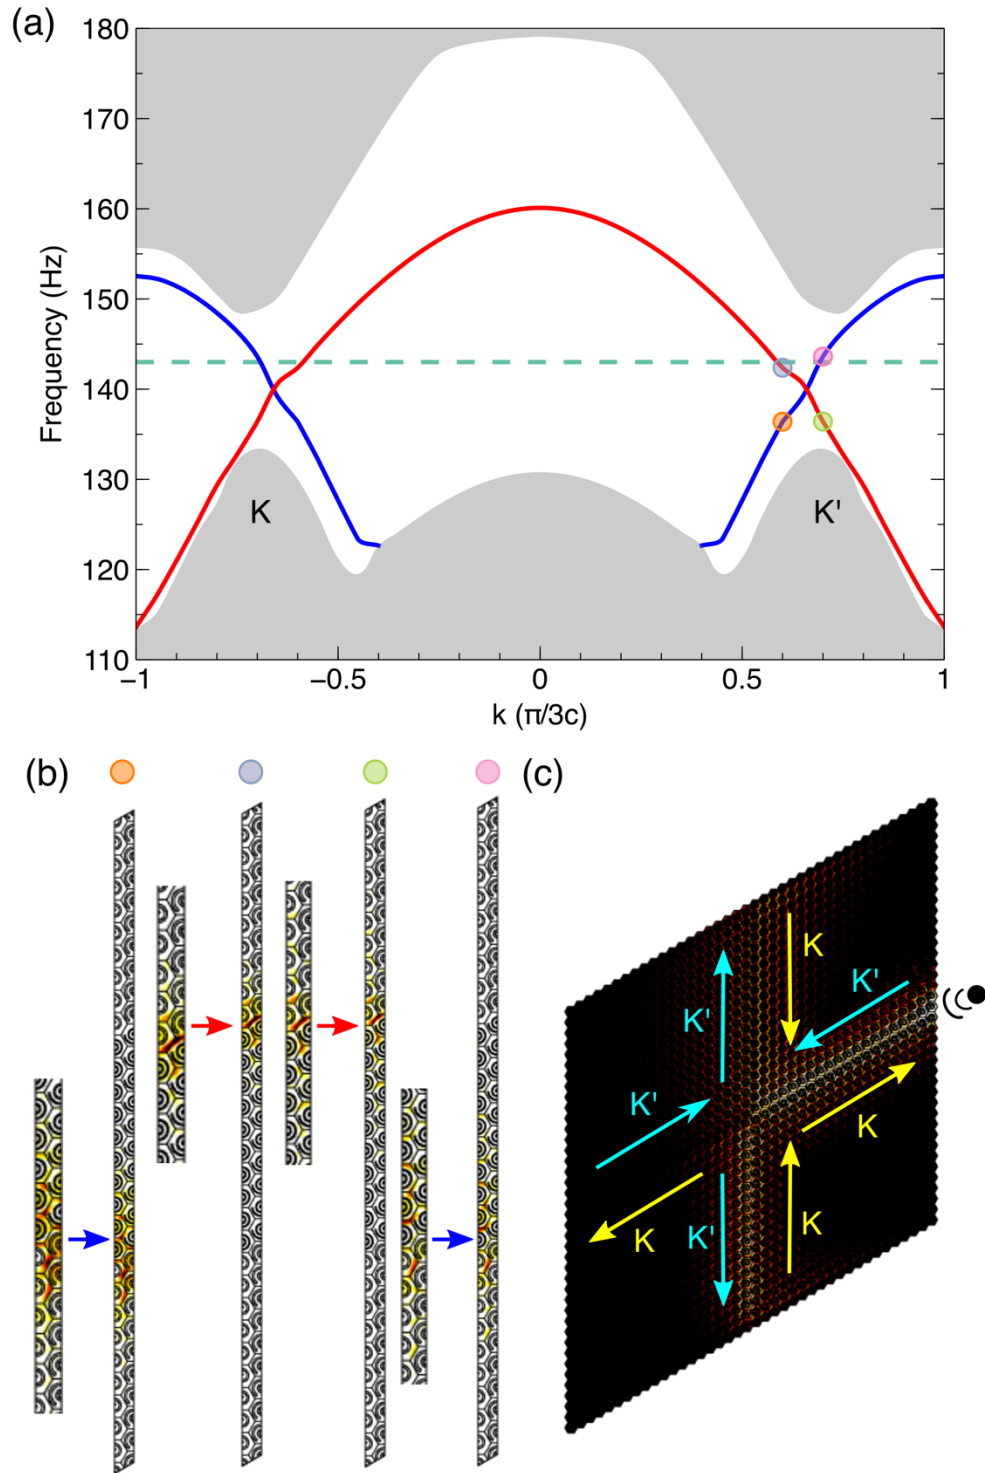 (a)
180
170
160
150
140
130
120
110
Frequency (Hz)
K
K'
−1
−0.5
0
0.5
1
k (π/3c)
(b)
(c)
K
K'
K'
K'
K
K
K'
K